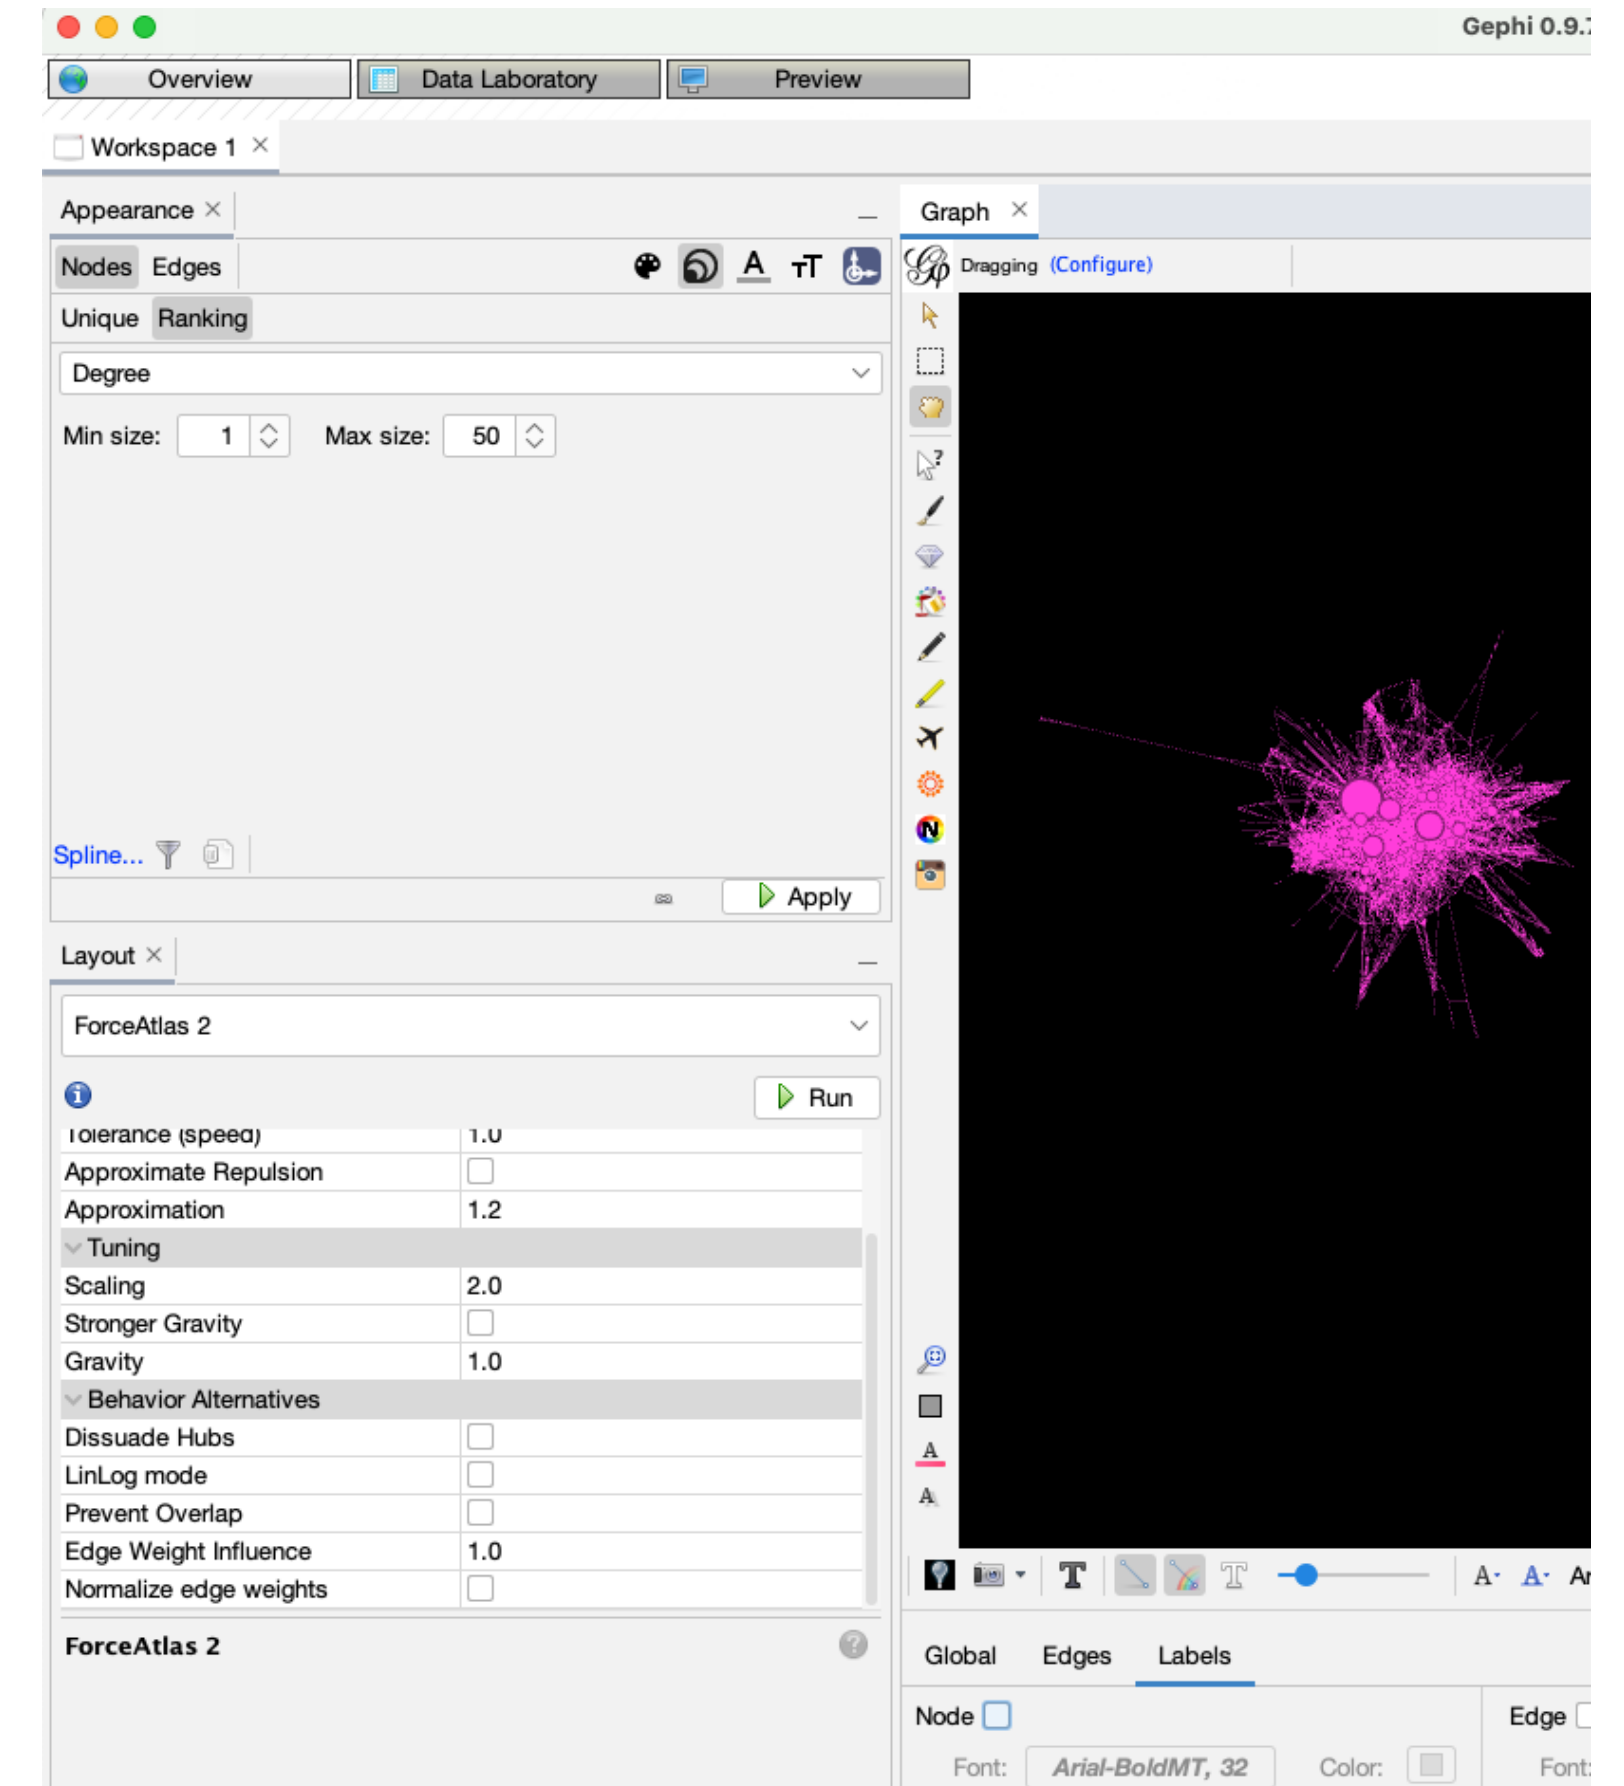 Gephi 0.9.7
Overview
Data Laboratory
Preview
Workspace 1
Appearance
Graph
Nodes
Edges
A
TT
Dragging
(Configure)
Unique
Ranking
Degree
Min size:
1
Max size:
50
Spline...
Apply
Layout
ForceAtlas 2
Run
Tolerance (speed)
1.0
Approximate Repulsion
Approximation
1.2
Tuning
Scaling
2.0
Stronger Gravity
Gravity
1.0
Behavior Alternatives
Dissuade Hubs
LinLog mode
Prevent Overlap
Edge Weight Influence
1.0
Normalize edge weights
ForceAtlas 2
N
A
A
T
T
A-
A-
Global
Edges
Labels
Node
Edge
Font:
Arial-BoldMT, 32
Color:
Font: